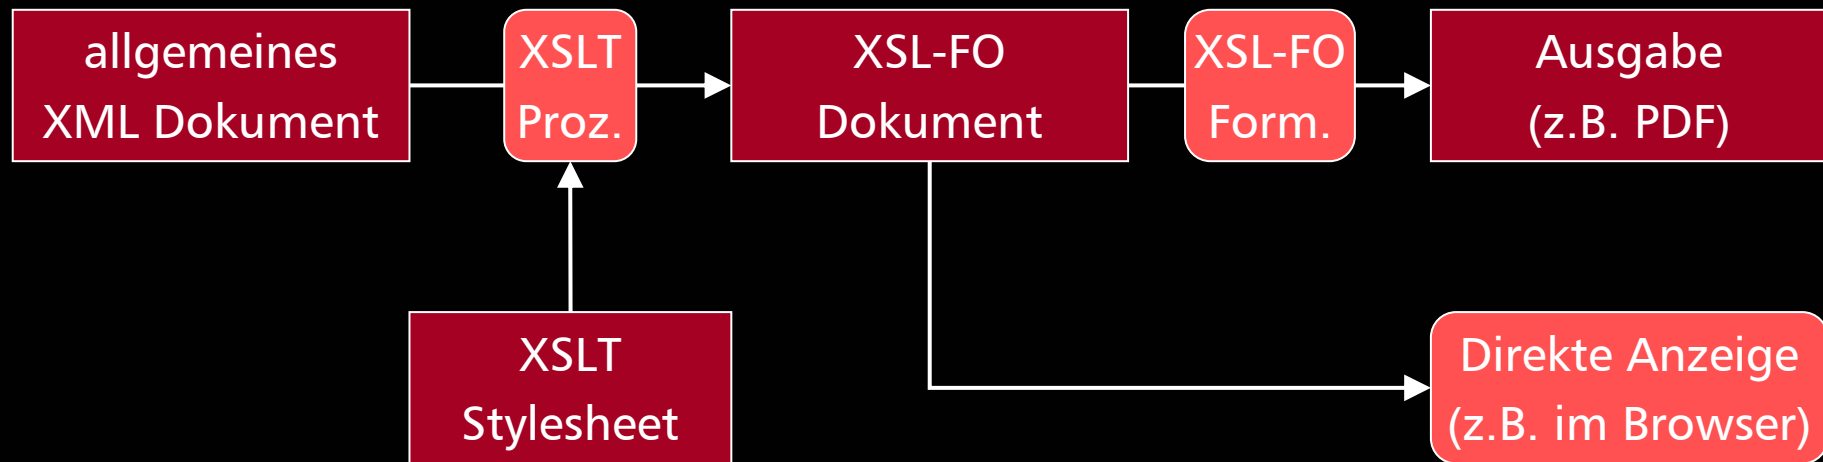 allgemeines
XML Dokument
XSLT
Proz.
XSL-FO
Dokument
XSL-FO
Form.
Ausgabe
(z.B. PDF)
XSLT
Stylesheet
Direkte Anzeige
(z.B. im Browser)